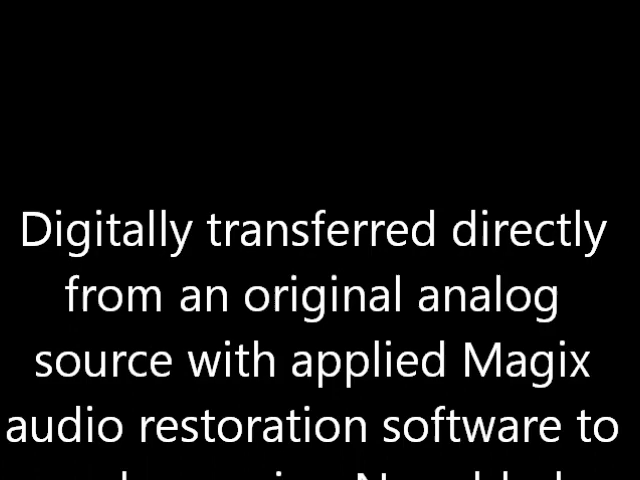 Digitally transferred directly
from an original analog
source with applied Magix
audio restoration software to